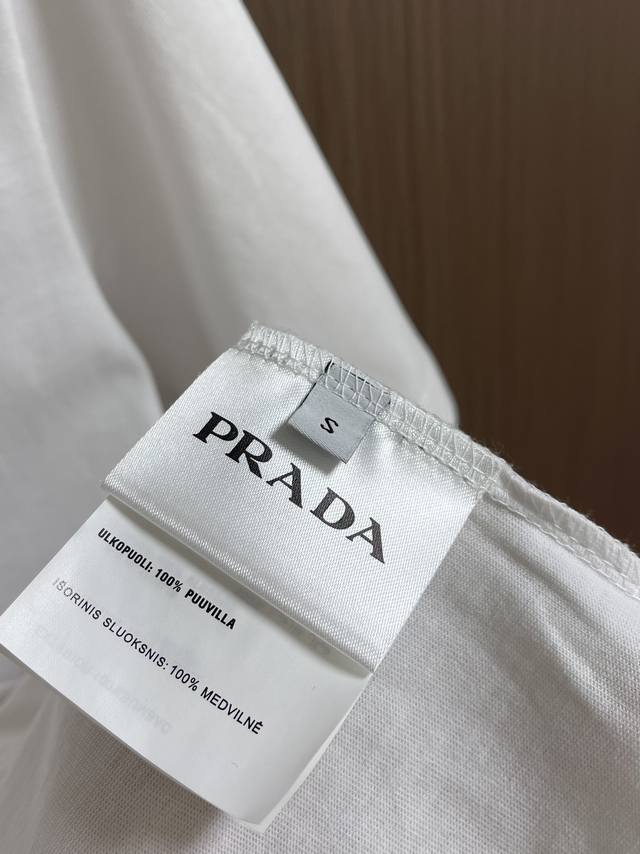 S
PRADA
ULKOPUOLI: 100% PUUVILLA
IŠORINIS SLUOKSNIS: 100% MEDVILNĖ